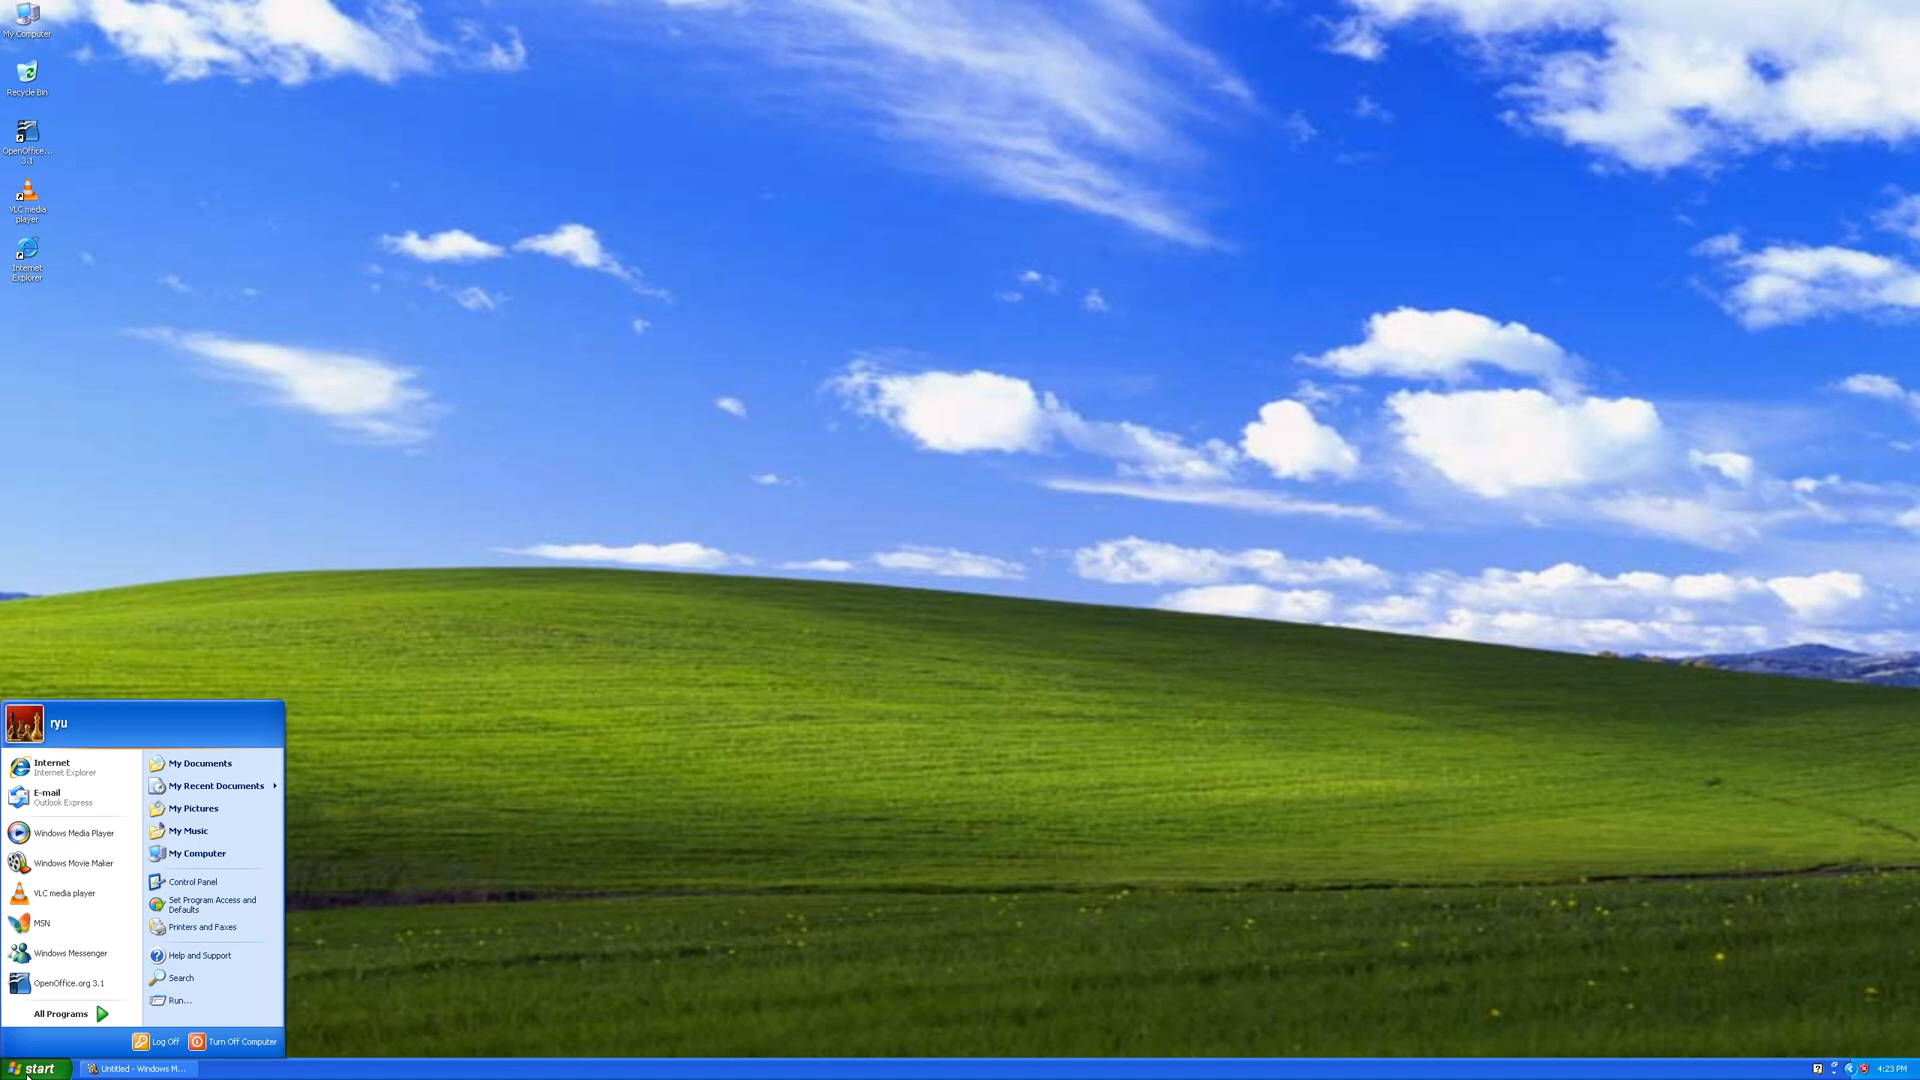 My Computer
Recycle Bin
OpenOffice...
3.1
VLC media
player
Internet
Explorer
ryu
Internet
Internet Explorer
E-mail
Outlook Express
Windows Media Player
Windows Movie Maker
VLC media player
MSN
Windows Messenger
OpenOffice.org 3.1
All Programs
My Documents
My Recent Documents
My Pictures
My Music
My Computer
Control Panel
Set Program Access and
Defaults
Printers and Faxes
Help and Support
Search
Run...
Log Off
Turn Off Computer
start
Untitled - Windows M...
4:23 PM